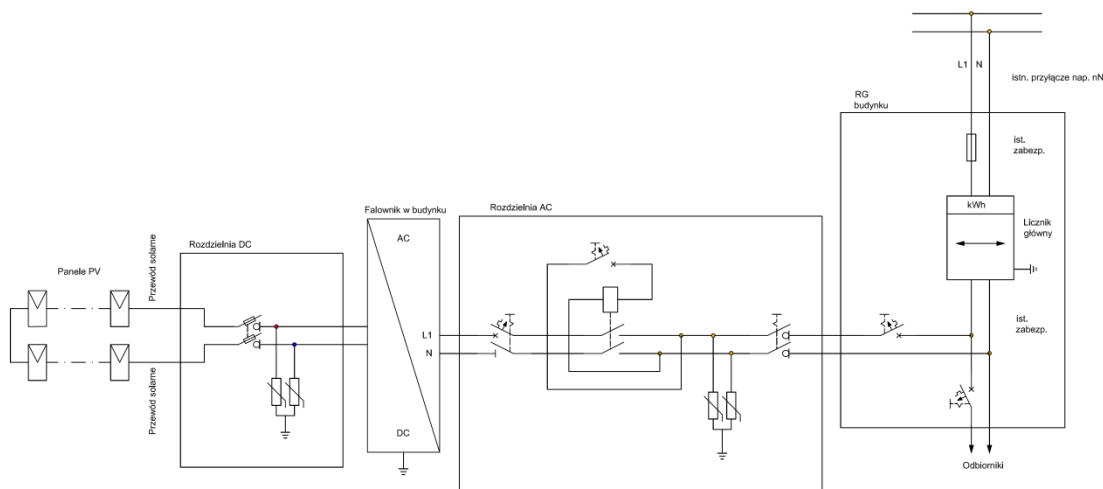 L1
N
istn. przyłącze nap. nN
RG
budynku
ist.
zabezp.
kWh
Licznik
główny
ist.
zabezp.
Odbiorniki
Rozdzielnia AC
Falownik w budynku
AC
L1
N
DC
Rozdzielnia DC
Przewód solarne
Przewód solarne
Panele PV